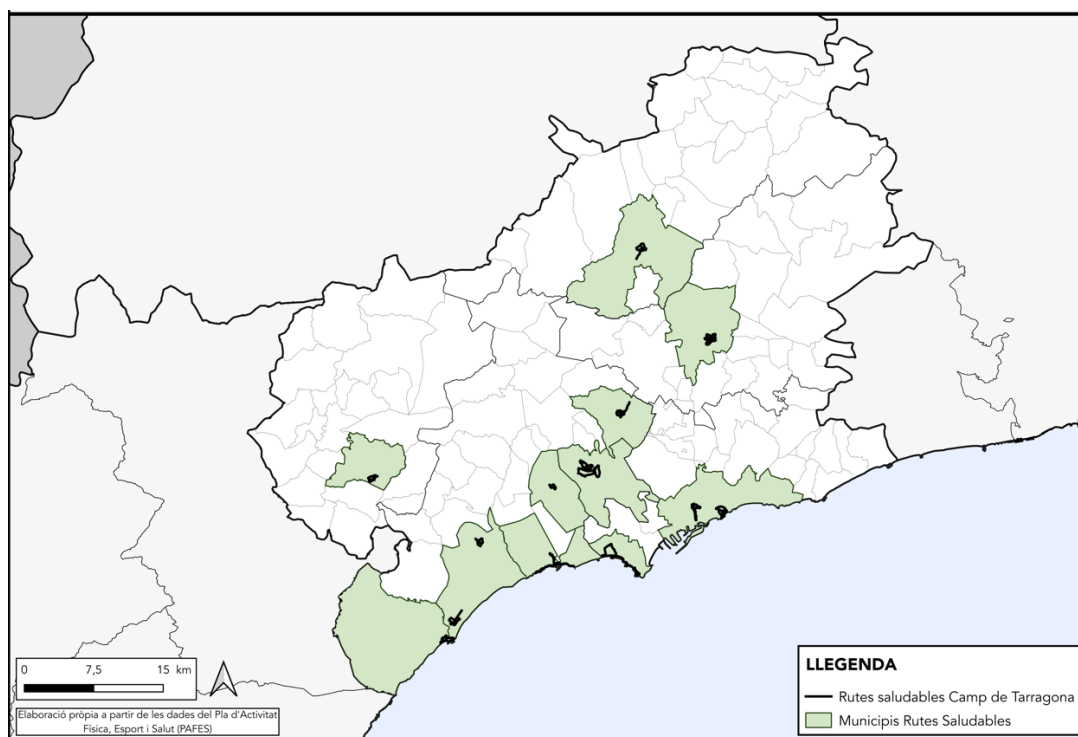 0 7,5 15 km
Elaboració pròpia a partir de les dades del Pla d'Activitat
Física, Esport i Salut (PAFES)
LLEGENDA
Rutes saludables Camp de Tarragona
Municipis Rutes Saludables